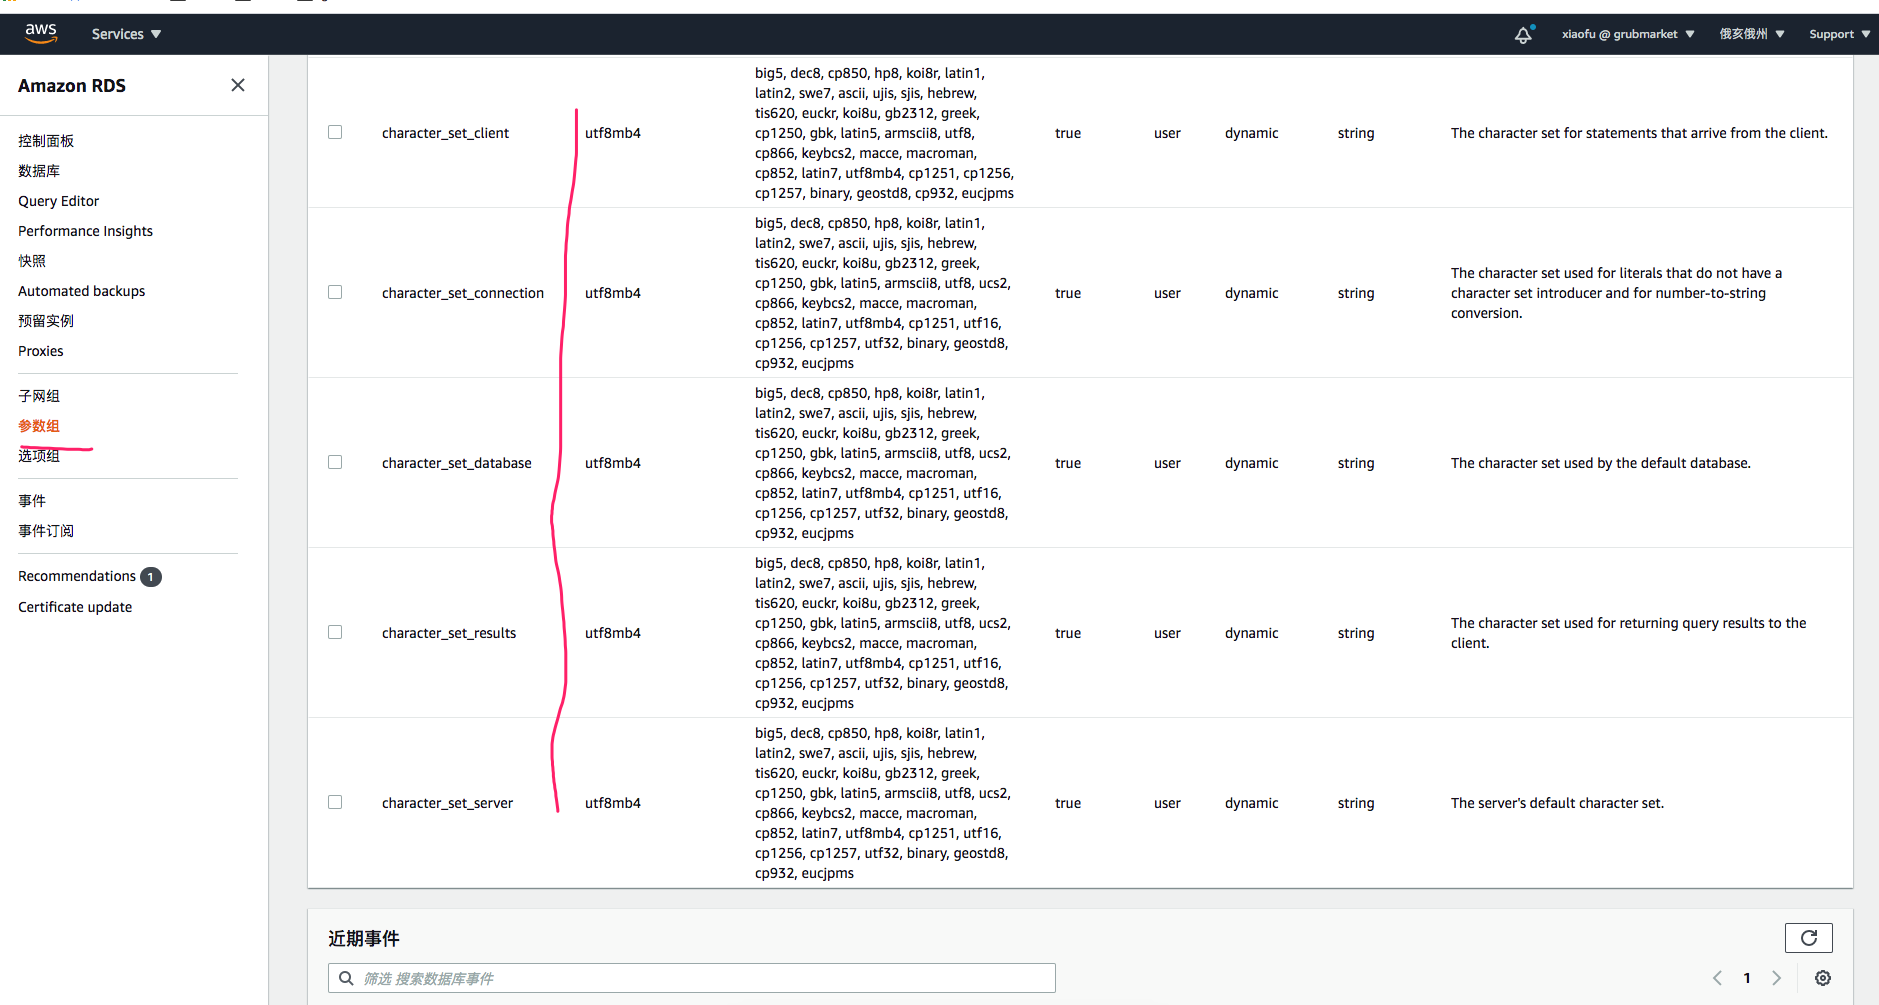 aws
Services
xiaofu @ grubmarket
俄亥俄州
Support
Amazon RDS
控制面板
数据库
Query Editor
Performance Insights
快照
Automated backups
预留实例
Proxies
子网组
参数组
选项组
事件
事件订阅
Recommendations 1
Certificate update
character_set_client
utf8mb4
big5, dec8, cp850, hp8, koi8r, latin1,
latin2, swe7, ascii, ujis, sjis, hebrew,
tis620, euckr, koi8u, gb2312, greek,
cp1250, gbk, latin5, armscii8, utf8,
cp866, keybcs2, macce, macroman,
cp852, latin7, utf8mb4, cp1251, cp1256,
cp1257, binary, geostd8, cp932, eucjpms
true
user
dynamic
string
The character set for statements that arrive from the client.
character_set_connection
utf8mb4
big5, dec8, cp850, hp8, koi8r, latin1,
latin2, swe7, ascii, ujis, sjis, hebrew,
tis620, euckr, koi8u, gb2312, greek,
cp1250, gbk, latin5, armscii8, utf8, ucs2,
cp866, keybcs2, macce, macroman,
cp852, latin7, utf8mb4, cp1251, utf16,
cp1256, cp1257, utf32, binary, geostd8,
cp932, eucjpms
true
user
dynamic
string
The character set used for literals that do not have a
character set introducer and for number-to-string
conversion.
character_set_database
utf8mb4
big5, dec8, cp850, hp8, koi8r, latin1,
latin2, swe7, ascii, ujis, sjis, hebrew,
tis620, euckr, koi8u, gb2312, greek,
cp1250, gbk, latin5, armscii8, utf8, ucs2,
cp866, keybcs2, macce, macroman,
cp852, latin7, utf8mb4, cp1251, utf16,
cp1256, cp1257, utf32, binary, geostd8,
cp932, eucjpms
true
user
dynamic
string
The character set used by the default database.
character_set_results
utf8mb4
big5, dec8, cp850, hp8, koi8r, latin1,
latin2, swe7, ascii, ujis, sjis, hebrew,
tis620, euckr, koi8u, gb2312, greek,
cp1250, gbk, latin5, armscii8, utf8, ucs2,
cp866, keybcs2, macce, macroman,
cp852, latin7, utf8mb4, cp1251, utf16,
cp1256, cp1257, utf32, binary, geostd8,
cp932, eucjpms
true
user
dynamic
string
The character set used for returning query results to the
client.
character_set_server
utf8mb4
big5, dec8, cp850, hp8, koi8r, latin1,
latin2, swe7, ascii, ujis, sjis, hebrew,
tis620, euckr, koi8u, gb2312, greek,
cp1250, gbk, latin5, armscii8, utf8, ucs2,
cp866, keybcs2, macce, macroman,
cp852, latin7, utf8mb4, cp1251, utf16,
cp1256, cp1257, utf32, binary, geostd8,
cp932, eucjpms
true
user
dynamic
string
The server's default character set.
近期事件
筛选 搜索数据库事件
1